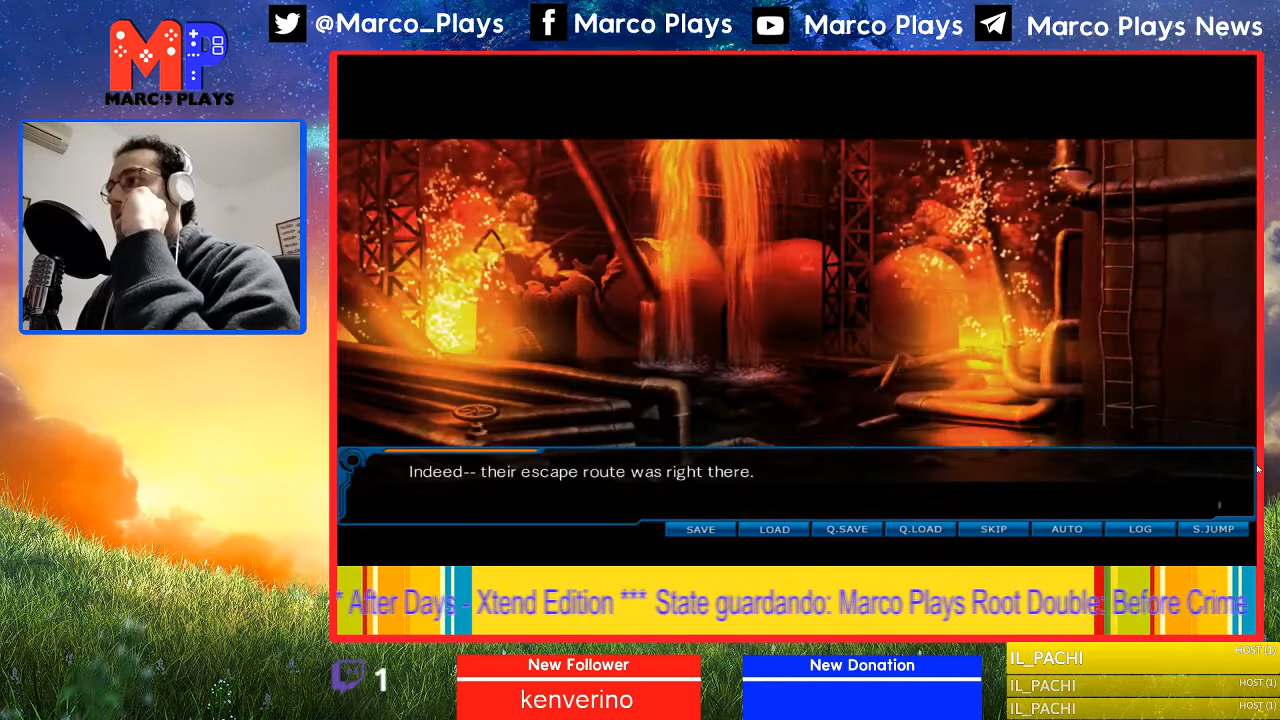 @Marco_Plays
Marco Plays
Marco Plays
Marco Plays News
MP
MARCO PLAYS
Indeed-- their escape route was right there.
SAVE
LOAD
Q.SAVE
Q.LOAD
SKIP
AUTO
LOG
S.JUMP
* After Days - Xtend Edition *** State guardando: Marco Plays Root Double: Before Crime
1
New Follower
kenverino
New Donation
IL_PACHI HOST (1)
IL_PACHI HOST (1)
IL_PACHI HOST (1)